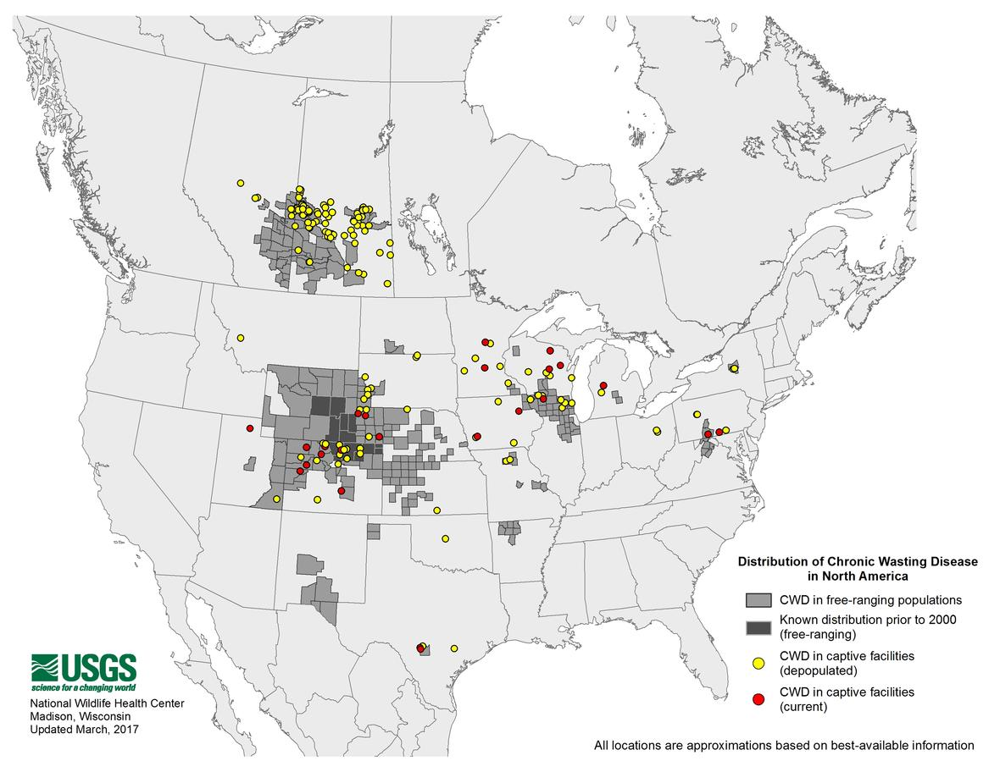 Distribution of Chronic Wasting Disease
in North America
CWD in free-ranging populations
Known distribution prior to 2000
(free-ranging)
CWD in captive facilities
(depopulated)
CWD in captive facilities
(current)
USGS
science for a changing world
National Wildlife Health Center
Madison, Wisconsin
Updated March, 2017
All locations are approximations based on best-available information